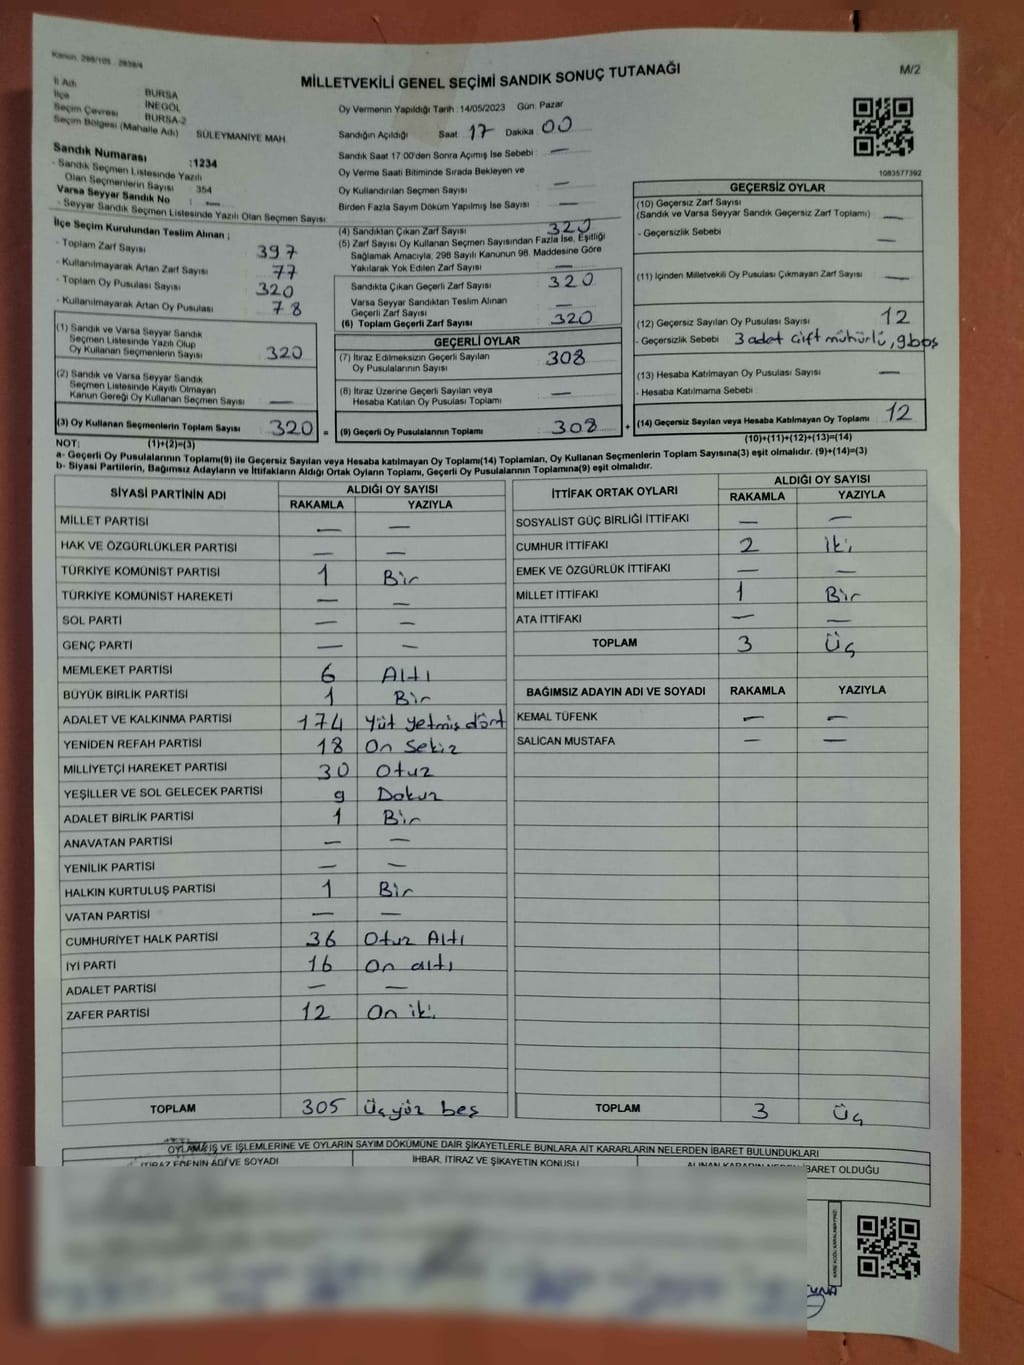 Kanun: 298/105 - 2839/4
MİLLETVEKİLİ GENEL SEÇİMİ SANDIK SONUÇ TUTANAĞI
M/2
İl Adı BURSA
İlçe İNEGÖL
Seçim Çevresi BURSA-2
Seçim Bölgesi (Mahalle Adı) SÜLEYMANİYE MAH
Sandık Numarası :1234
- Sandık Seçmen Listesinde Yazılı
Olan Seçmenlerin Sayısı 354
Varsa Seyyar Sandık No : —
- Seyyar Sandık Seçmen Listesinde Yazılı Olan Seçmen Sayısı
İlçe Seçim Kurulundan Teslim Alınan ;
- Toplam Zarf Sayısı 397
- Kullanılmayarak Artan Zarf Sayısı 77
- Toplam Oy Pusulası Sayısı 320
- Kullanılmayarak Artan Oy Pusulası 78
(1) Sandık ve Varsa Seyyar Sandık
Seçmen Listesinde Yazılı Olup
Oy Kullanan Seçmenlerin Sayısı 320
(2) Sandık ve Varsa Seyyar Sandık
Seçmen Listesinde Kayıtlı Olmayan
Kanun Gereği Oy Kullanan Seçmen Sayısı —
(3) Oy Kullanan Seçmenlerin Toplam Sayısı 320 =
Oy Vermenin Yapıldığı Tarih :14/05/2023 Gün: Pazar
Sandığın Açıldığı Saat: 17 Dakika: 00
Sandık Saat 17:00'den Sonra Açımış İse Sebebi : —
Oy Verme Saati Bitiminde Sırada Bekleyen ve
Oy Kullandırılan Seçmen Sayısı : —
Birden Fazla Sayım Döküm Yapılmış İse Sayısı : —
(4) Sandıktan Çıkan Zarf Sayısı : 320
(5) Zarf Sayısı Oy Kullanan Seçmen Sayısından Fazla İse, Eşitliği
Sağlamak Amacıyla, 298 Sayılı Kanunun 98. Maddesine Göre
Yakılarak Yok Edilen Zarf Sayısı : —
Sandıkta Çıkan Geçerli Zarf Sayısı : 320
Varsa Seyyar Sandıktan Teslim Alınan
Geçerli Zarf Sayısı : —
(6) Toplam Geçerli Zarf Sayısı : 320
GEÇERLİ OYLAR
(7) İtiraz Edilmeksizin Geçerli Sayılan
Oy Pusulalarının Sayısı 308
(8) İtiraz Üzerine Geçerli Sayılan veya
Hesaba Katılan Oy Pusulası Toplamı —
(9) Geçerli Oy Pusulalarının Toplamı 308 +
1083577392
GEÇERSİZ OYLAR
(10) Geçersiz Zarf Sayısı
(Sandık ve Varsa Seyyar Sandık Geçersiz Zarf Toplamı) —
- Geçersizlik Sebebi —
(11) İçinden Milletvekili Oy Pusulası Çıkmayan Zarf Sayısı —
(12) Geçersiz Sayılan Oy Pusulası Sayısı 12
- Geçersizlik Sebebi 3 adet çift mühürlü, 9 boş
(13) Hesaba Katılmayan Oy Pusulası Sayısı —
- Hesaba Katılmama Sebebi
(14) Geçersiz Sayılan veya Hesaba Katılmayan Oy Toplamı 12
NOT: (1)+(2)=(3) (10)+(11)+(12)+(13)=(14)
a- Geçerli Oy Pusulalarının Toplamı(9) ile Geçersiz Sayılan veya Hesaba katılmayan Oy Toplamı(14) Toplamları, Oy Kullanan Seçmenlerin Toplam Sayısına(3) eşit olmalıdır. (9)+(14)=(3)
b- Siyasi Partilerin, Bağımsız Adayların ve İttifakların Aldığı Ortak Oyların Toplamı, Geçerli Oy Pusulalarının Toplamına(9) eşit olmalıdır.
SİYASİ PARTİNİN ADI ALDIĞI OY SAYISI
RAKAMLA YAZIYLA
MİLLET PARTİSİ — —
HAK VE ÖZGÜRLÜKLER PARTİSİ — —
TÜRKİYE KOMÜNİST PARTİSİ 1 Bir
TÜRKİYE KOMÜNİST HAREKETİ — —
SOL PARTİ — —
GENÇ PARTİ — —
MEMLEKET PARTİSİ 6 Altı
BÜYÜK BİRLİK PARTİSİ 1 Bir
ADALET VE KALKINMA PARTİSİ 174 Yüz yetmiş dört
YENİDEN REFAH PARTİSİ 18 On Sekiz
MİLLİYETÇİ HAREKET PARTİSİ 30 Otuz
YEŞİLLER VE SOL GELECEK PARTİSİ 9 Dokuz
ADALET BİRLİK PARTİSİ 1 Bir
ANAVATAN PARTİSİ — —
YENİLİK PARTİSİ — —
HALKIN KURTULUŞ PARTİSİ 1 Bir
VATAN PARTİSİ — —
CUMHURİYET HALK PARTİSİ 36 Otuz Altı
İYİ PARTİ 16 On altı
ADALET PARTİSİ — —
ZAFER PARTİSİ 12 On iki
TOPLAM 305 Üç yüz beş
İTTİFAK ORTAK OYLARI ALDIĞI OY SAYISI
RAKAMLA YAZIYLA
SOSYALİST GÜÇ BİRLİĞİ İTTİFAKI — —
CUMHUR İTTİFAKI 2 İki
EMEK VE ÖZGÜRLÜK İTTİFAKI — —
MİLLET İTTİFAKI 1 Bir
ATA İTTİFAKI — —
TOPLAM 3 Üç
BAĞIMSIZ ADAYIN ADI VE SOYADI RAKAMLA YAZIYLA
KEMAL TÜFENK — —
SALİCAN MUSTAFA — —
TOPLAM 3 Üç
OYLAMA İŞ VE İŞLEMLERİNE VE OYLARIN SAYIM DÖKÜMÜNE DAİR ŞİKAYETLERLE BUNLARA AİT KARARLARIN NELERDEN İBARET BULUNDUKLARI
İTİRAZ EDENİN ADI VE SOYADI İHBAR, İTİRAZ VE ŞİKAYETİN KONUSU ALINAN KARARIN NEDEN İBARET OLDUĞU